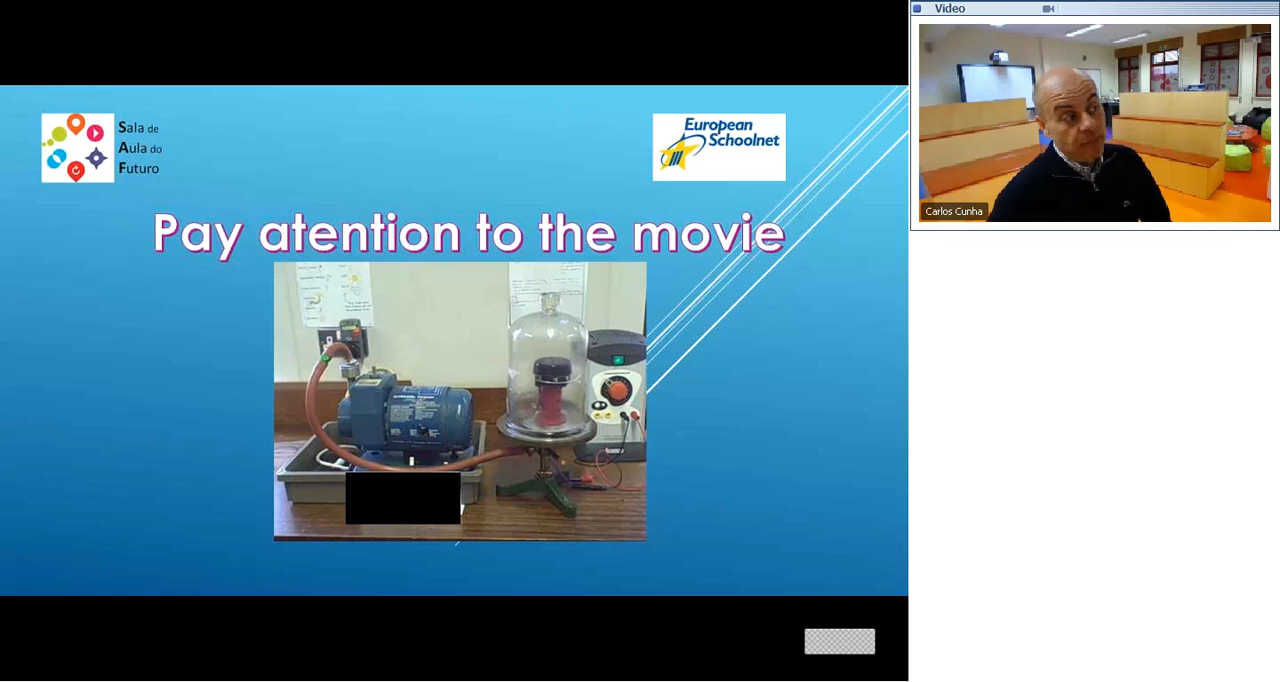 Video
Sala de
Aula do
Futuro
European
Schoolnet
Pay atention to the movie
Carlos Cunha